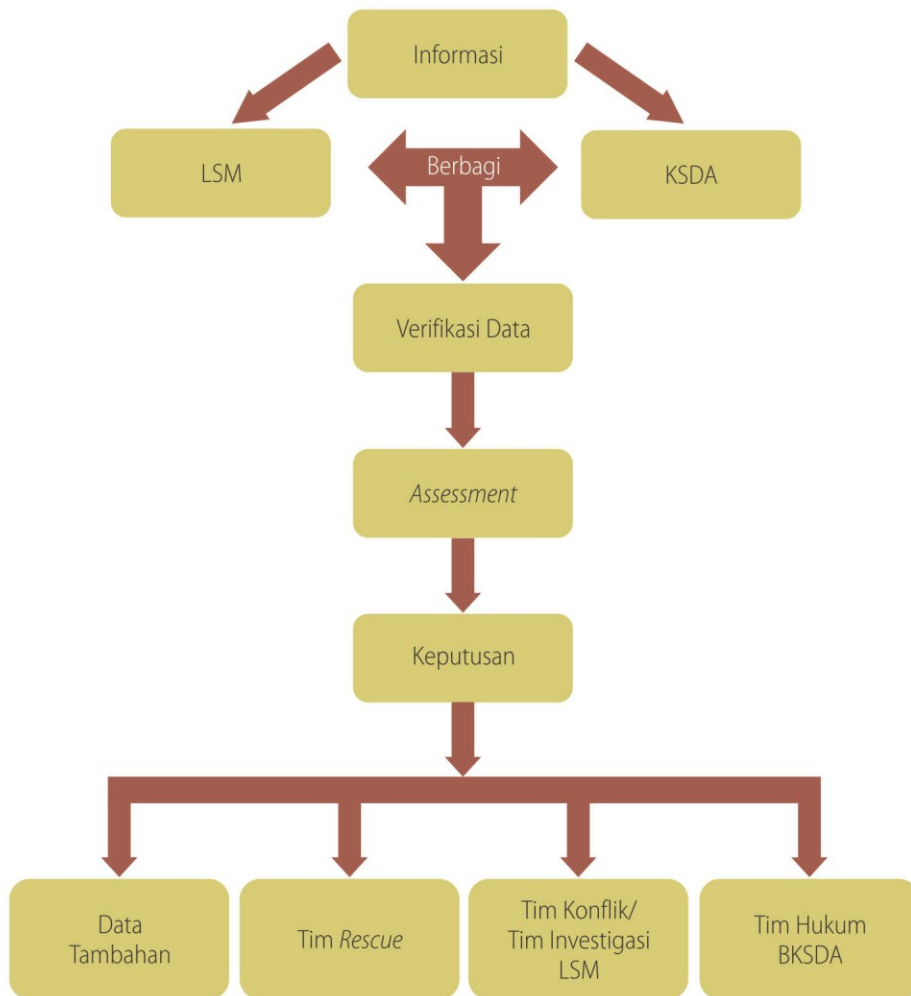 Informasi
LSM
Berbagi
KSDA
Verifikasi Data
Assessment
Keputusan
Data
Tambahan
Tim Rescue
Tim Konflik/
Tim Investigasi
LSM
Tim Hukum
BKSDA